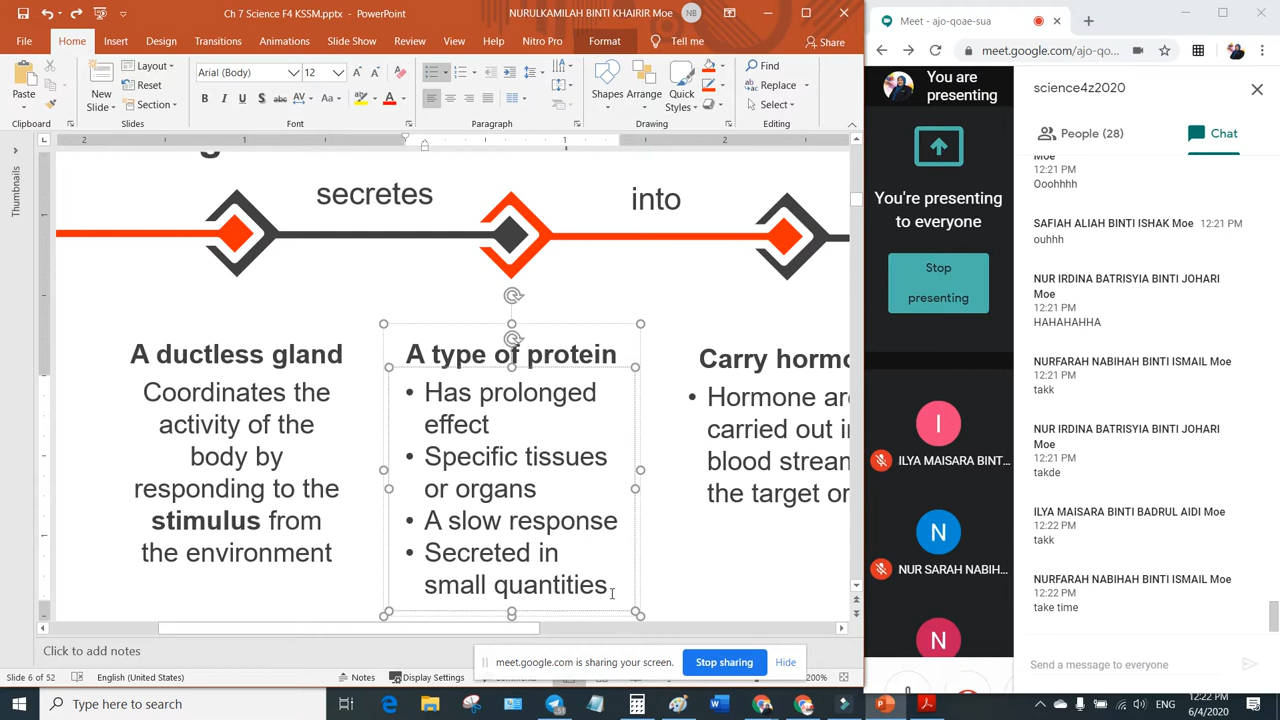 Ch 7 Science F4 KSSM.pptx
NURULKAMILAH BINTI KHAIRIR Moe
NB
File
Home
Insert
Design
Transitions
Animations
Slide Show
Review
View
Help
Nitro Pro
Format
Tell me
Share
Paste
Clipboard
New
Slide
Layout
Reset
Section
Slides
Arial (Body)
12
Font
Paragraph
Shapes
Arrange
Quick
Styles
Drawing
Find
Replace
Select
Editing
Thumbnails
secretes
into
A ductless gland
Coordinates the
activity of the
body by
responding to the
stimulus from
the environment
A type of protein
• Has prolonged
effect
• Specific tissues
or organs
• A slow response
• Secreted in
small quantities
Carry hormo
• Hormone are
carried out in
blood stream
the target or
Click to add notes
Slide 6 of 52
English (United States)
Notes
Display Settings
200%
meet.google.com is sharing your screen.
Stop sharing
Hide
Type here to search
Meet - ajo-qoae-sua
meet.google.com/ajo-qo...
You are
presenting
You're presenting
to everyone
Stop
presenting
I
ILYA MAISARA BINT...
N
NUR SARAH NABIH...
N
science4z2020
People (28)
Chat
Moe
12:21 PM
Ooohhhh
SAFIAH ALIAH BINTI ISHAK Moe 12:21 PM
ouhhh
NUR IRDINA BATRISYIA BINTI JOHARI
Moe
12:21 PM
HAHAHAHHA
NURFARAH NABIHAH BINTI ISMAIL Moe
12:21 PM
takk
NUR IRDINA BATRISYIA BINTI JOHARI
Moe
12:21 PM
takde
ILYA MAISARA BINTI BADRUL AIDI Moe
12:22 PM
takk
NURFARAH NABIHAH BINTI ISMAIL Moe
12:22 PM
take time
Send a message to everyone
ENG
12:22 PM
6/4/2020